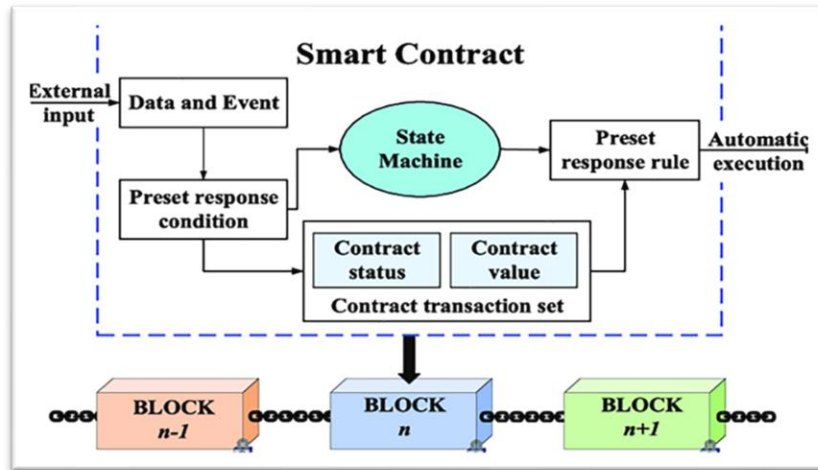 Smart Contract
External
input
Data and Event
State
Machine
Preset
response rule
Automatic
execution
Preset response
condition
Contract
status
Contract
value
Contract transaction set
BLOCK
n-1
BLOCK
n
BLOCK
n+1